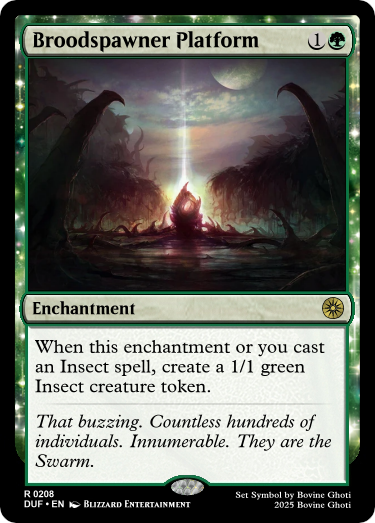 Broodspawner Platform 1
Enchantment
When this enchantment or you cast
an Insect spell, create a 1/1 green
Insect creature token.
That buzzing. Countless hundreds of
individuals. Innumerable. They are the
Swarm.
R 0208
DUF • EN Blizzard Entertainment
Set Symbol by Bovine Ghoti
2025 Bovine Ghoti